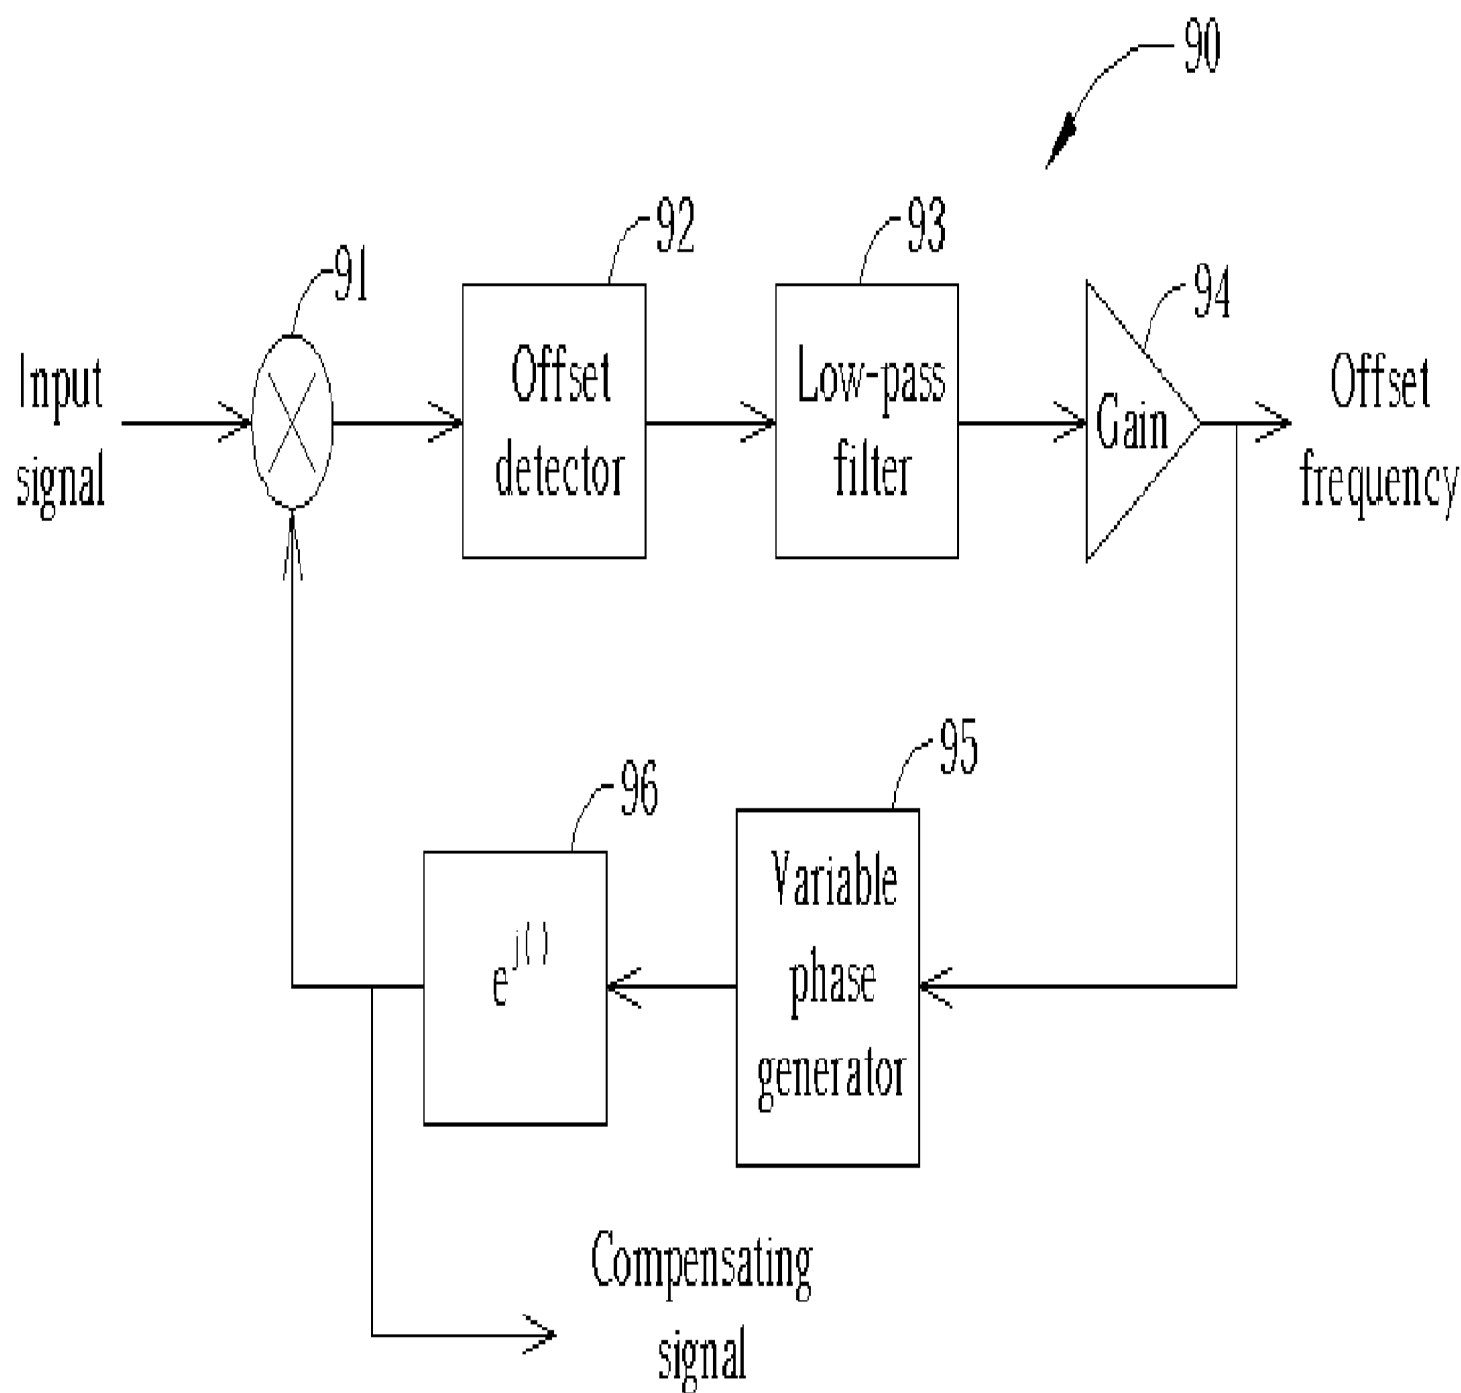 90
92
93
94
91
Input
signal
Offset
detector
Low-pass
filter
Gain
Offset
frequency
95
96
Variable
phase
generator
e^j( )
Compensating
signal